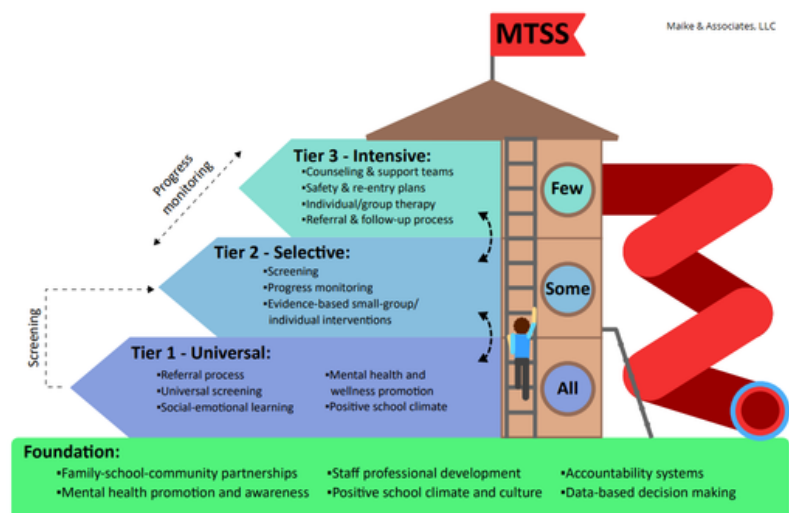 MTSS
Maike & Associates, LLC
Progress
monitoring
Tier 3 - Intensive:
▪Counseling & support teams
▪Safety & re-entry plans
▪Individual/group therapy
▪Referral & follow-up process
Few
Tier 2 - Selective:
▪Screening
▪Progress monitoring
▪Evidence-based small-group/
individual interventions
Some
Screening
Tier 1 - Universal:
▪Referral process
▪Universal screening
▪Social-emotional learning
▪Mental health and
wellness promotion
▪Positive school climate
All
Foundation:
▪Family-school-community partnerships
▪Mental health promotion and awareness
▪Staff professional development
▪Positive school climate and culture
▪Accountability systems
▪Data-based decision making